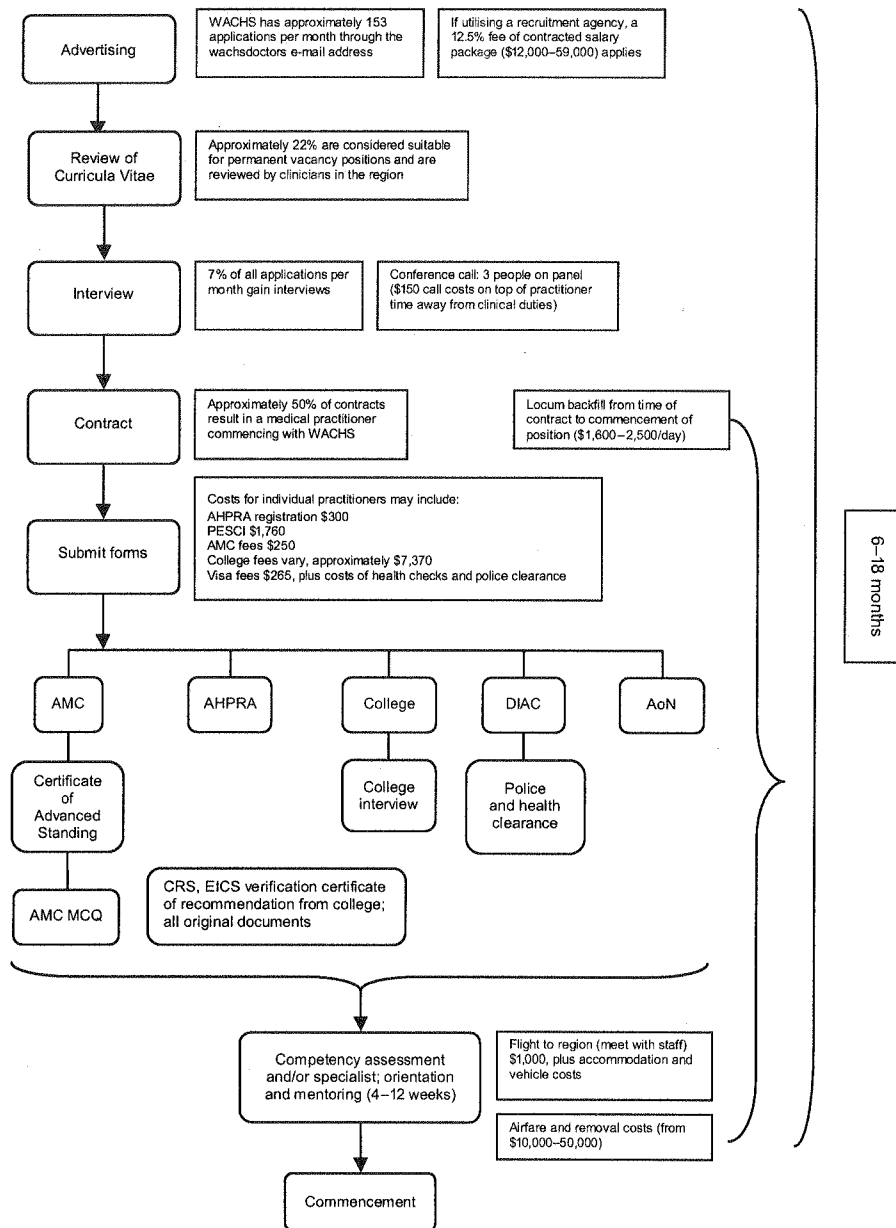 Advertising
WACHS has approximately 153
applications per month through the
wachsdoctors e-mail address
If utilising a recruitment agency, a
12.5% fee of contracted salary
package ($12,000–59,000) applies
Review of
Curricula Vitae
Approximately 22% are considered suitable
for permanent vacancy positions and are
reviewed by clinicians in the region
Interview
7% of all applications per
month gain interviews
Conference call: 3 people on panel
($150 call costs on top of practitioner
time away from clinical duties)
Contract
Approximately 50% of contracts
result in a medical practitioner
commencing with WACHS
Locum backfill from time of
contract to commencement of
position ($1,600–2,500/day)
Submit forms
Costs for individual practitioners may include:
AHPRA registration $300
PESCI $1,760
AMC fees $250
College fees vary, approximately $7,370
Visa fees $265, plus costs of health checks and police clearance
6–18 months
AMC
AHPRA
College
DIAC
AoN
Certificate
of
Advanced
Standing
College
interview
Police
and health
clearance
AMC MCQ
CRS, EICS verification certificate
of recommendation from college;
all original documents
Competency assessment
and/or specialist; orientation
and mentoring (4–12 weeks)
Flight to region (meet with staff)
$1,000, plus accommodation and
vehicle costs
Airfare and removal costs (from
$10,000–50,000)
Commencement